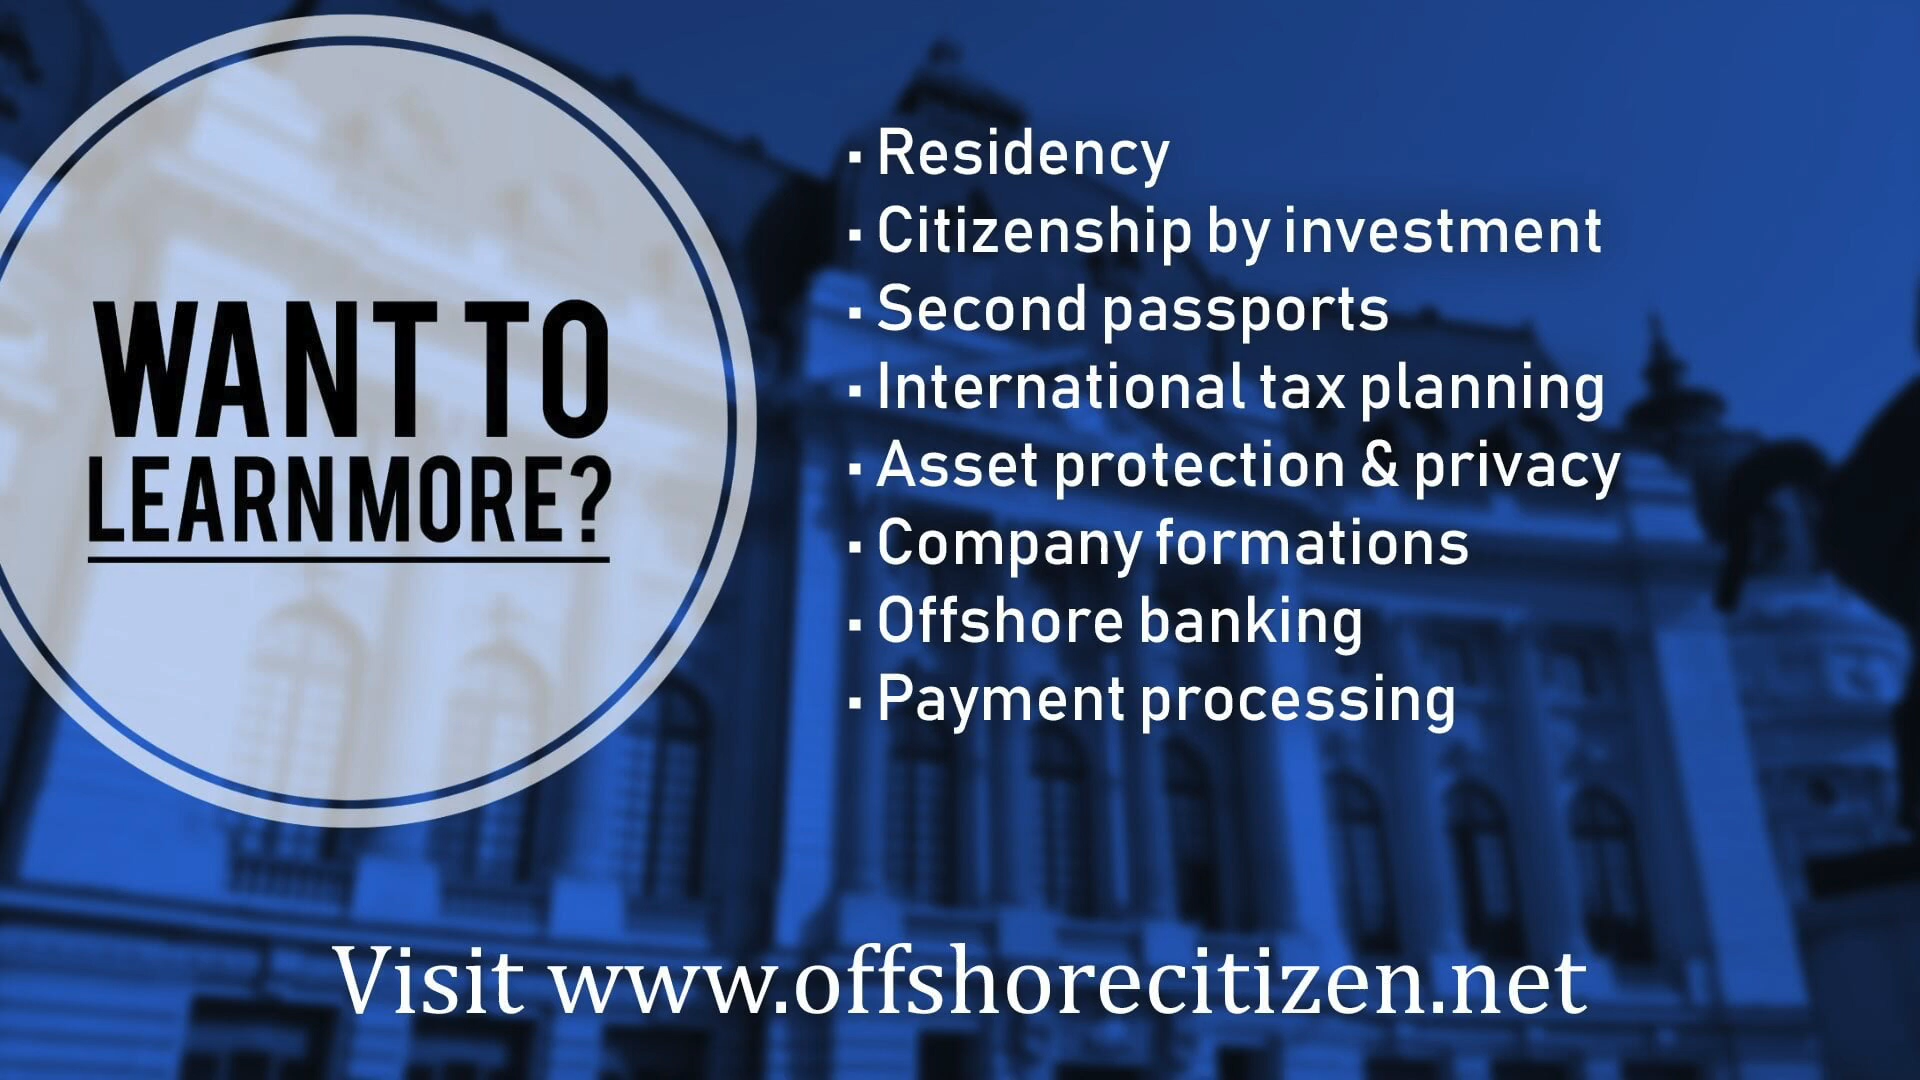 WANT TO
LEARN MORE?
▪ Residency
▪ Citizenship by investment
▪ Second passports
▪ International tax planning
▪ Asset protection & privacy
▪ Company formations
▪ Offshore banking
▪ Payment processing
Visit www.offshorecitizen.net